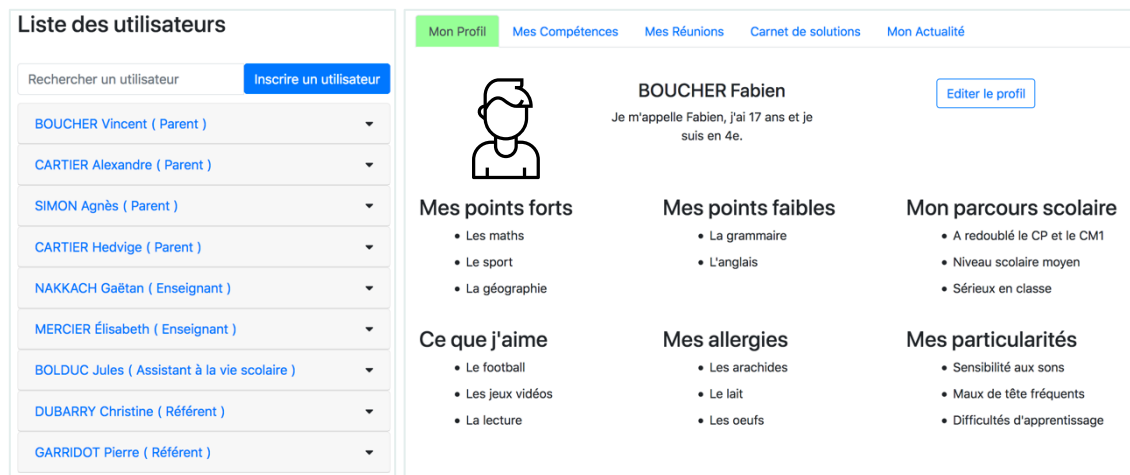 Liste des utilisateurs
Rechercher un utilisateur
Inscrire un utilisateur
BOUCHER Vincent ( Parent )
CARTIER Alexandre ( Parent )
SIMON Agnès ( Parent )
CARTIER Hedvige ( Parent )
NAKKACH Gaëtan ( Enseignant )
MERCIER Élisabeth ( Enseignant )
BOLDUC Jules ( Assistant à la vie scolaire )
DUBARRY Christine ( Référent )
GARRIDOT Pierre ( Référent )
Mon Profil
Mes Compétences
Mes Réunions
Carnet de solutions
Mon Actualité
BOUCHER Fabien
Je m'appelle Fabien, j'ai 17 ans et je
suis en 4e.
Editer le profil
Mes points forts
Les maths
Le sport
La géographie
Mes points faibles
La grammaire
L'anglais
Mon parcours scolaire
A redoublé le CP et le CM1
Niveau scolaire moyen
Sérieux en classe
Ce que j'aime
Le football
Les jeux vidéos
La lecture
Mes allergies
Les arachides
Le lait
Les oeufs
Mes particularités
Sensibilité aux sons
Maux de tête fréquents
Difficultés d'apprentissage